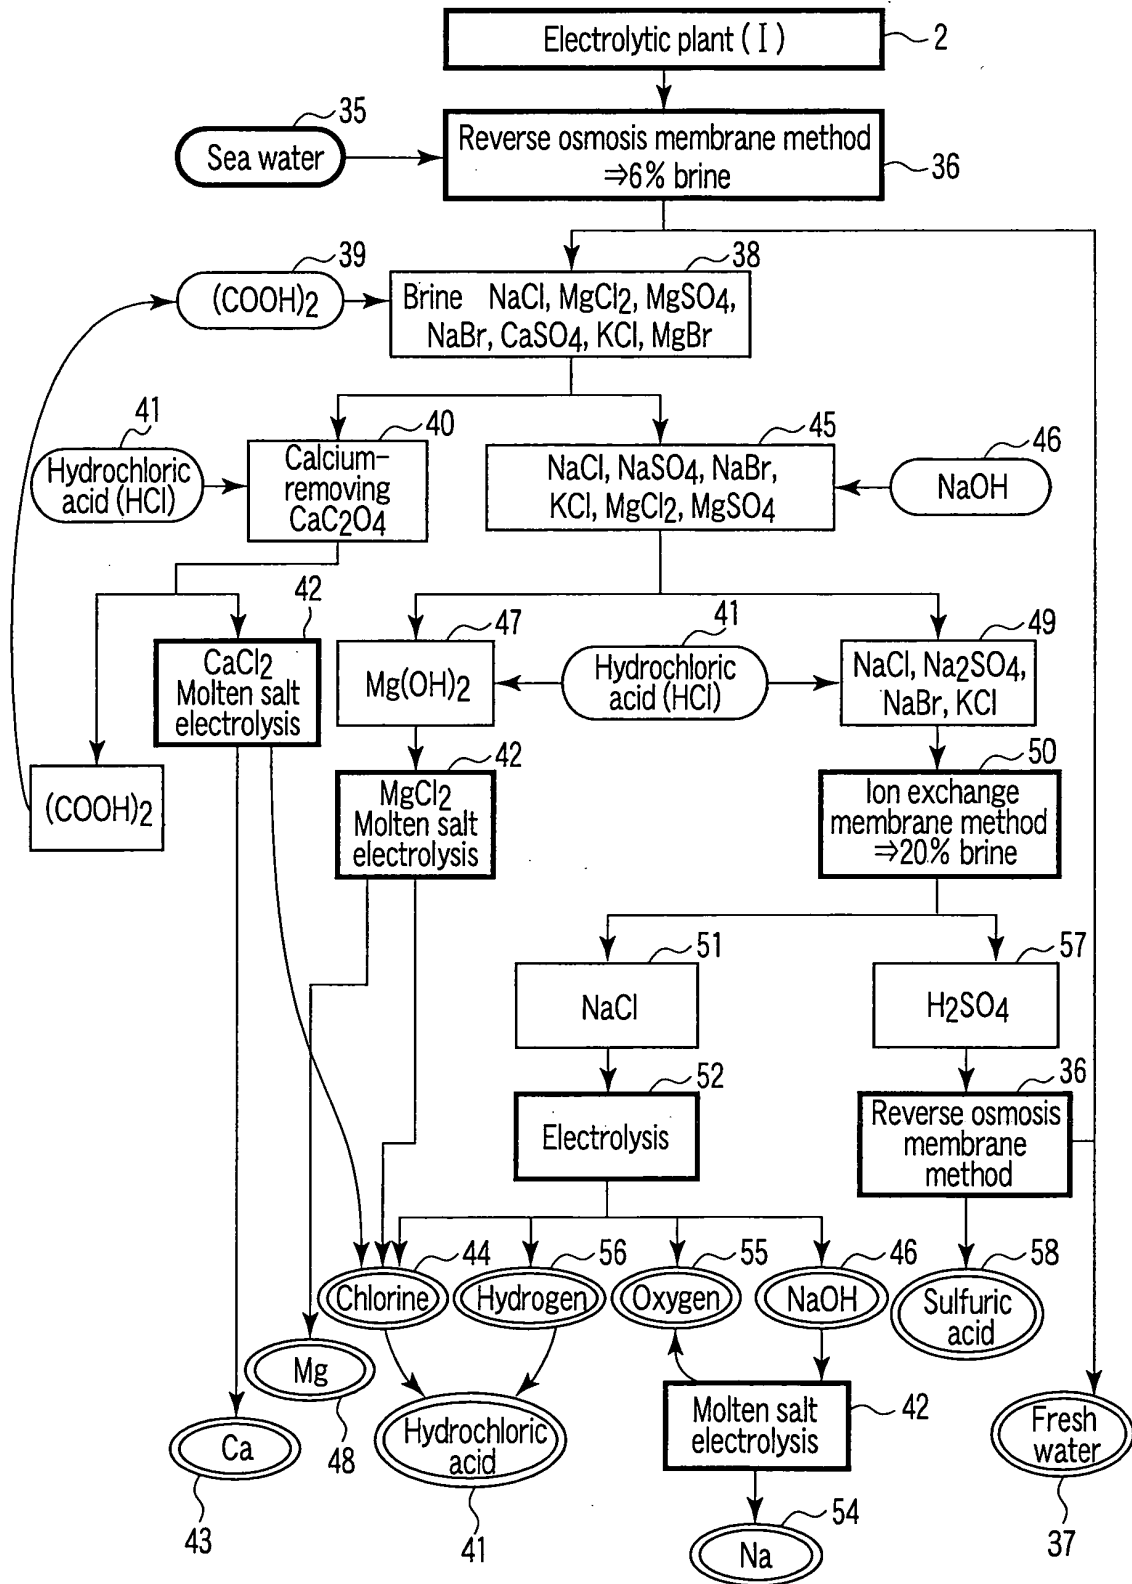 Electrolytic plant (I)
2
35
Sea water
Reverse osmosis membrane method
⇒6% brine
36
39
(COOH)2
38
Brine NaCl, MgCl2, MgSO4,
NaBr, CaSO4, KCl, MgBr
41
Hydrochloric
acid (HCl)
40
Calcium-
removing
CaC2O4
45
NaCl, NaSO4, NaBr,
KCl, MgCl2, MgSO4
46
NaOH
42
CaCl2
Molten salt
electrolysis
47
Mg(OH)2
41
Hydrochloric
acid (HCl)
49
NaCl, Na2SO4,
NaBr, KCl
(COOH)2
42
MgCl2
Molten salt
electrolysis
50
Ion exchange
membrane method
⇒20% brine
51
NaCl
57
H2SO4
52
Electrolysis
36
Reverse osmosis
membrane
method
44
Chlorine
56
Hydrogen
55
Oxygen
46
NaOH
58
Sulfuric
acid
Mg
48
Hydrochloric
acid
41
Molten salt
electrolysis
42
Fresh
water
37
Ca
43
54
Na